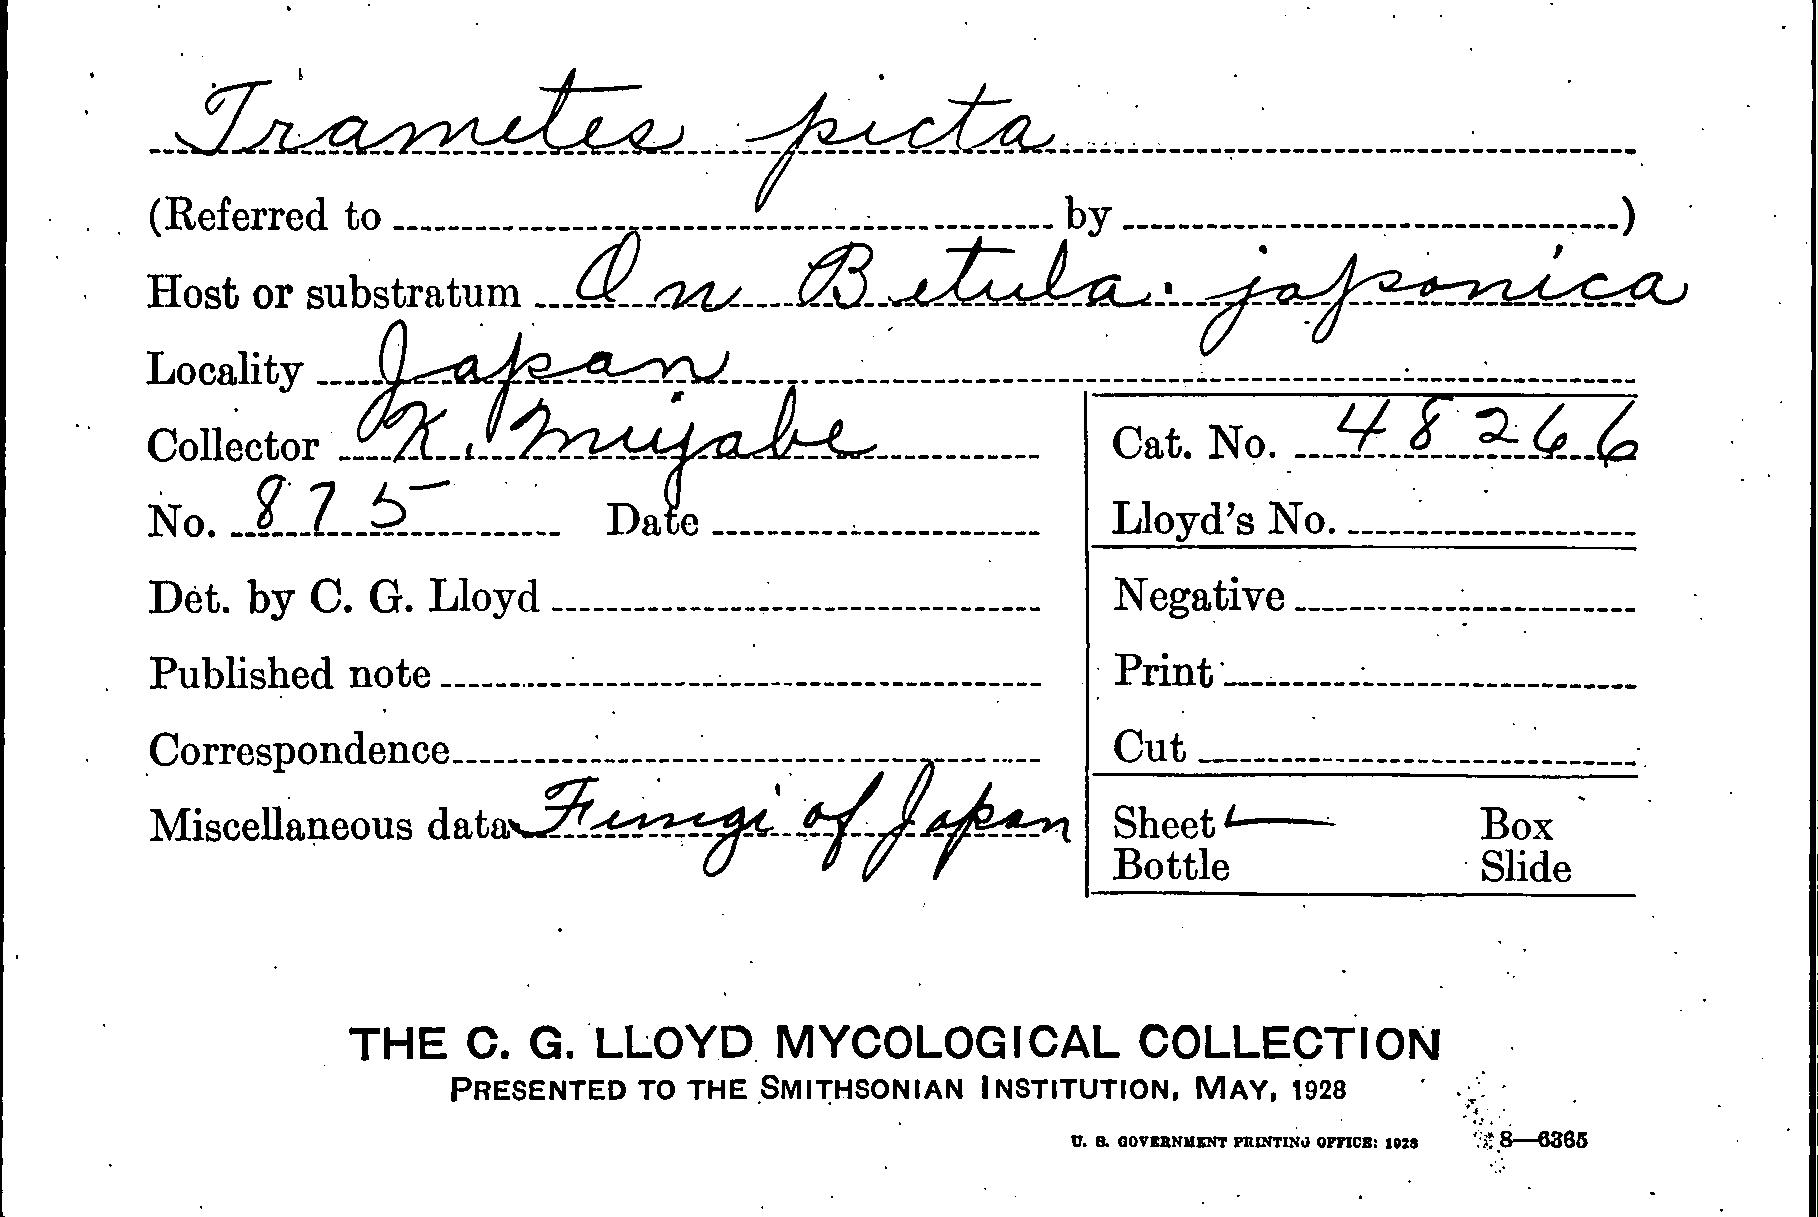 Trametes picta
(Referred to by )
Host or substratum On Betula japonica
Locality Japan
Collector K. Miyabe
No. 875 Date
Det. by C. G. Lloyd
Published note
Correspondence
Miscellaneous data Fungi of Japan
Cat. No. 48266
Lloyd's No.
Negative
Print
Cut
Sheet Box
Bottle Slide
THE C. G. LLOYD MYCOLOGICAL COLLECTION
PRESENTED TO THE SMITHSONIAN INSTITUTION, MAY, 1928
U. S. GOVERNMENT PRINTING OFFICE: 1928 8—6365